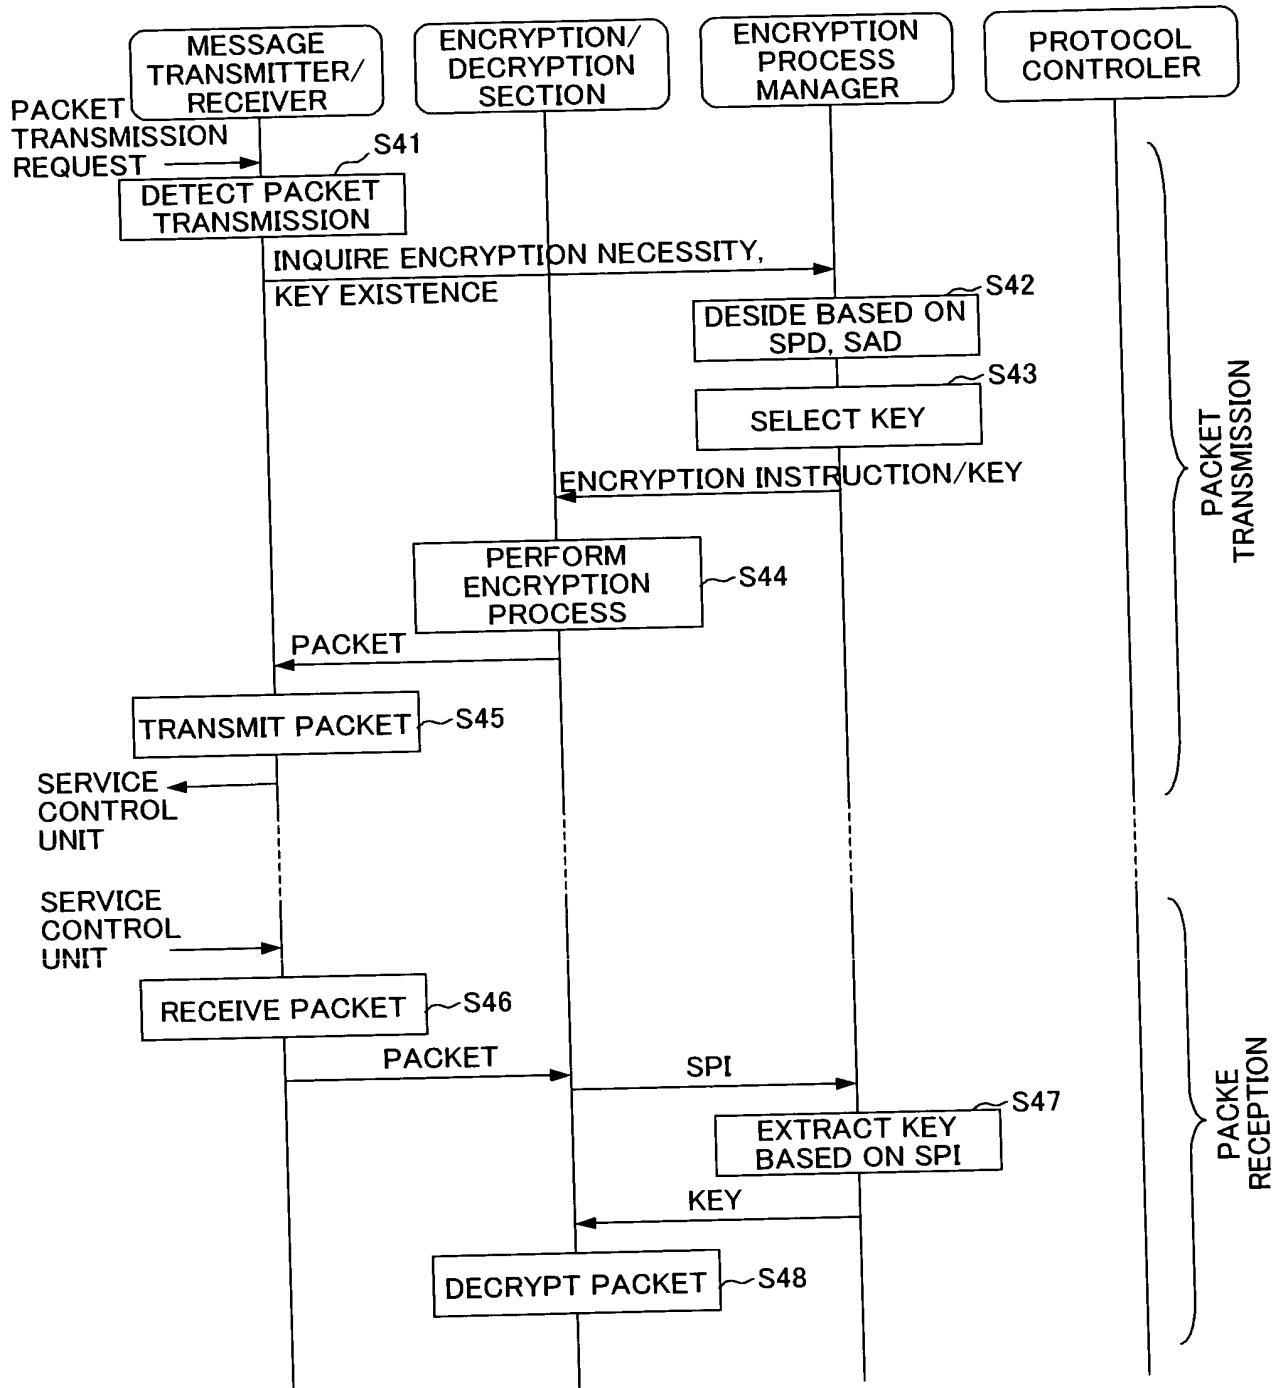 MESSAGE
TRANSMITTER/
RECEIVER
ENCRYPTION/
DECRYPTION
SECTION
ENCRYPTION
PROCESS
MANAGER
PROTOCOL
CONTROLER
PACKET
TRANSMISSION
REQUEST
S41
DETECT PACKET
TRANSMISSION
INQUIRE ENCRYPTION NECESSITY,
KEY EXISTENCE
S42
DESIDE BASED ON
SPD, SAD
S43
SELECT KEY
ENCRYPTION INSTRUCTION/KEY
PERFORM
ENCRYPTION
PROCESS
S44
PACKET
TRANSMIT PACKET
S45
SERVICE
CONTROL
UNIT
PACKET
TRANSMISSION
SERVICE
CONTROL
UNIT
RECEIVE PACKET
S46
PACKET
SPI
S47
EXTRACT KEY
BASED ON SPI
KEY
DECRYPT PACKET
S48
PACKE
RECEPTION